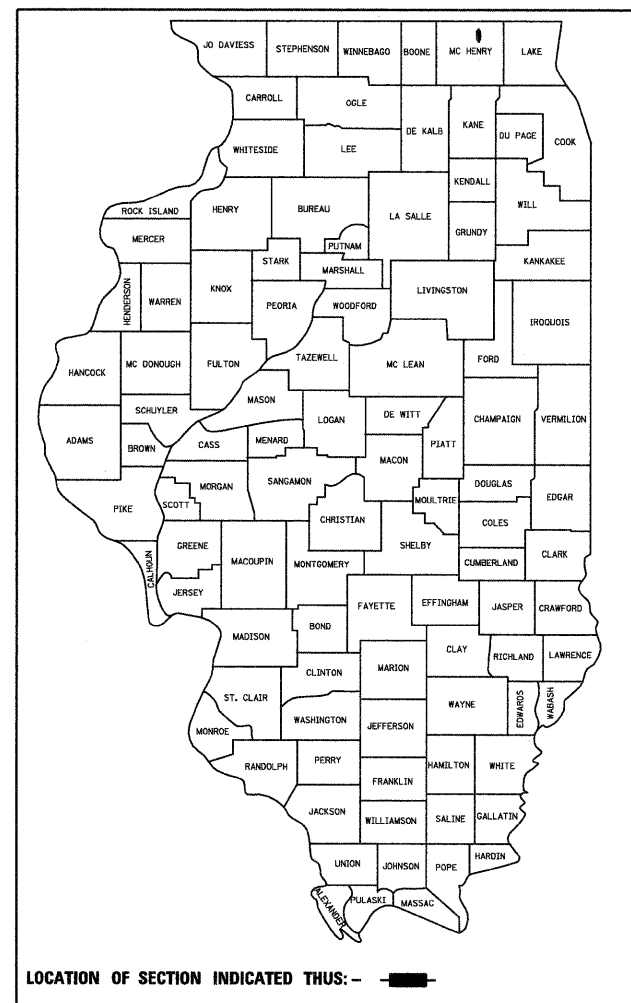 JO DAVIESS
STEPHENSON
WINNEBAGO
BOONE
MC HENRY
LAKE
CARROLL
OGLE
DE KALB
KANE
DU PAGE
COOK
WHITESIDE
LEE
KENDALL
WILL
ROCK ISLAND
HENRY
BUREAU
LA SALLE
GRUNDY
MERCER
PUTNAM
STARK
MARSHALL
KANKAKEE
HENDERSON
WARREN
KNOX
PEORIA
WOODFORD
LIVINGSTON
IROQUOIS
HANCOCK
MC DONOUGH
FULTON
TAZEWELL
MC LEAN
FORD
MASON
SCHUYLER
LOGAN
DE WITT
CHAMPAIGN
VERMILION
ADAMS
BROWN
CASS
MENARD
MACON
PIATT
MORGAN
SANGAMON
DOUGLAS
EDGAR
PIKE
SCOTT
CHRISTIAN
MOULTRIE
COLES
GREENE
MACOUPIN
MONTGOMERY
SHELBY
CUMBERLAND
CLARK
CALHOUN
JERSEY
FAYETTE
EFFINGHAM
JASPER
CRAWFORD
MADISON
BOND
CLAY
RICHLAND
LAWRENCE
CLINTON
MARION
ST. CLAIR
WAYNE
EDWARDS
WABASH
MONROE
WASHINGTON
JEFFERSON
RANDOLPH
PERRY
HAMILTON
WHITE
FRANKLIN
JACKSON
WILLIAMSON
SALINE
GALLATIN
UNION
JOHNSON
POPE
HARDIN
ALEXANDER
PULASKI
MASSAC
LOCATION OF SECTION INDICATED THUS: -